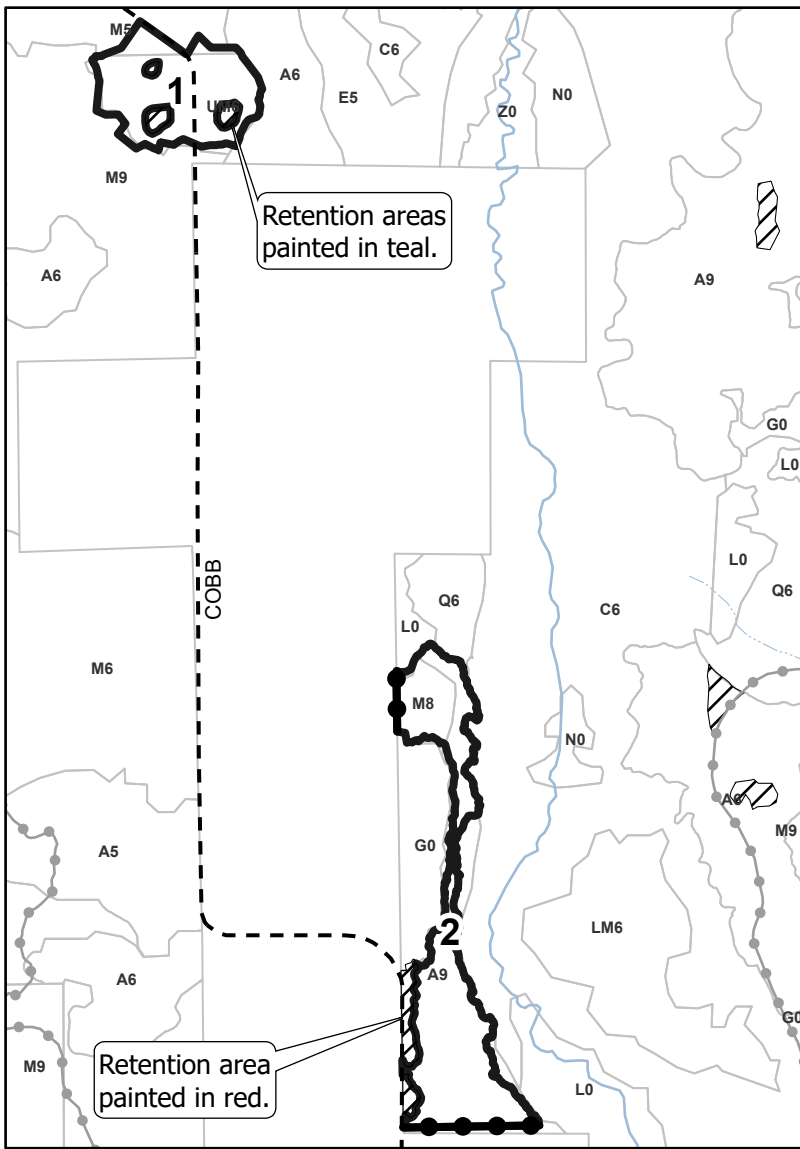 M5
C6
A6
E5
N0
Z0
1
UM6
M9
Retention areas
painted in teal.
A6
A9
G0
L0
L0
COBB
Q6
Q6
C6
L0
M6
M8
N0
A6
M9
A5
G0
2
LM6
A9
A6
G0
M9
Retention area
painted in red.
L0